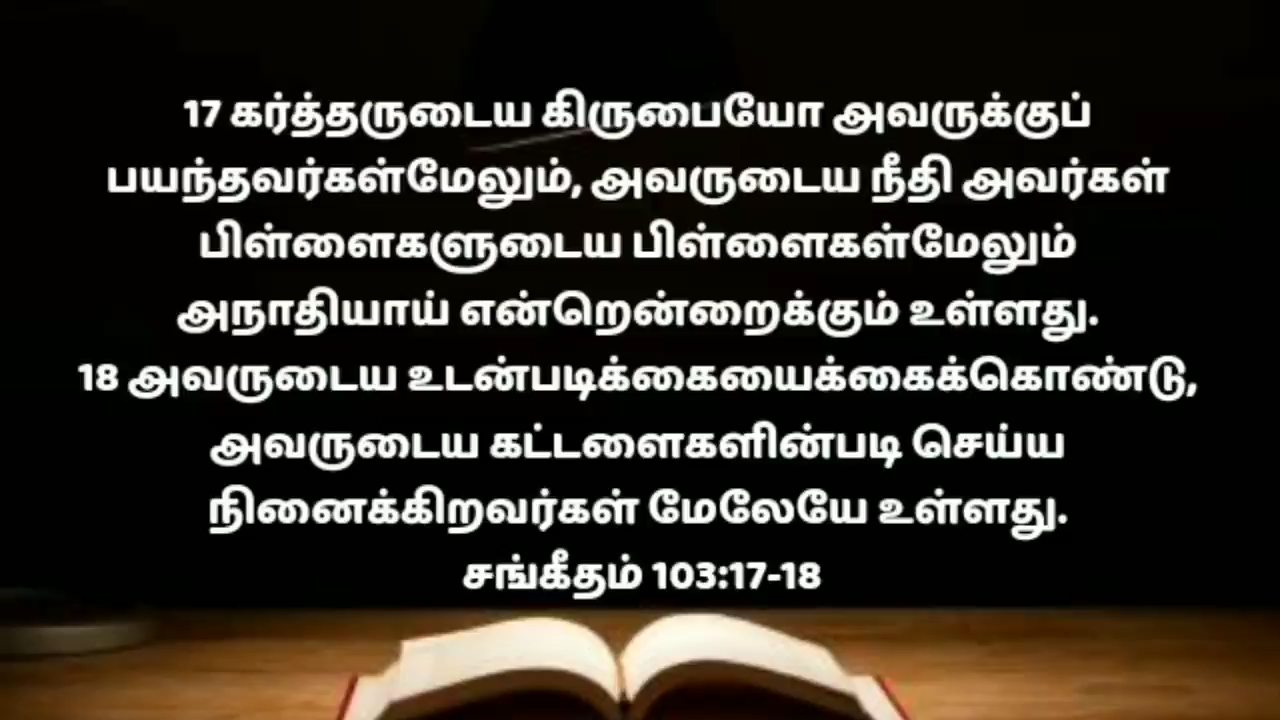 17 கர்த்தருடைய கிருபையோ அவருக்குப்
பயந்தவர்கள்மேலும், அவருடைய நீதி அவர்கள்
பிள்ளைகளுடைய பிள்ளைகள்மேலும்
அநாதியாய் என்றென்றைக்கும் உள்ளது.
18 அவருடைய உடன்படிக்கையைக்கைக்கொண்டு,
அவருடைய கட்டளைகளின்படி செய்ய
நினைக்கிறவர்கள் மேலேயே உள்ளது.
சங்கீதம் 103:17-18